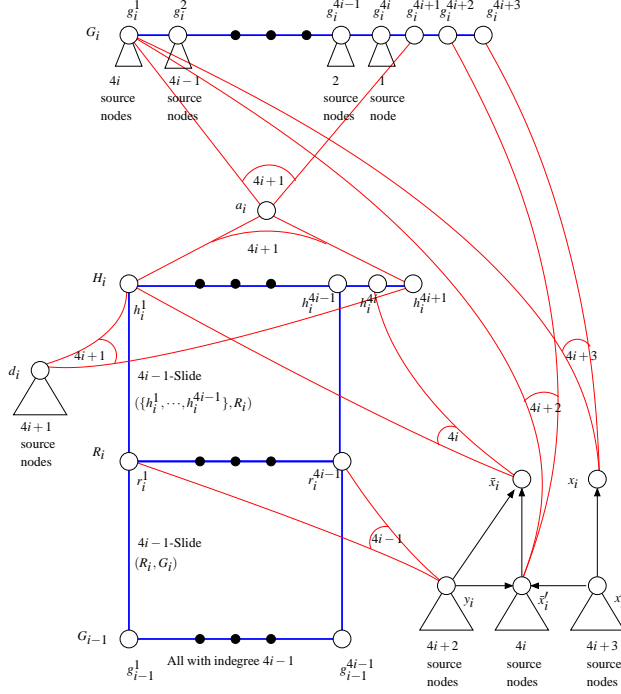 g_i^1 g_i^2 g_i^{4i−1} g_i^{4i} g_i^{4i+1} g_i^{4i+2} g_i^{4i+3}
G_i
4i 4i−1 2 1
source source source source
nodes nodes nodes node
4i+1
a_i
4i+1
H_i
h_i^1 h_i^{4i−1} h_i^{4i} h_i^{4i+1}
4i+1
4i+3
d_i
4i−1-Slide
({h_i^1,⋯,h_i^{4i−1}},R_i)
4i+2
4i+1
source
nodes
4i
R_i
r_i^1 r_i^{4i−1}
x̄_i x_i
4i−1
4i−1-Slide
(R_i,G_i)
y_i x̄_i′ x
G_{i−1}
4i+2 4i 4i+3
source source source
nodes nodes nodes
g_{i−1}^1 All with indegree 4i−1 g_{i−1}^{4i−1}